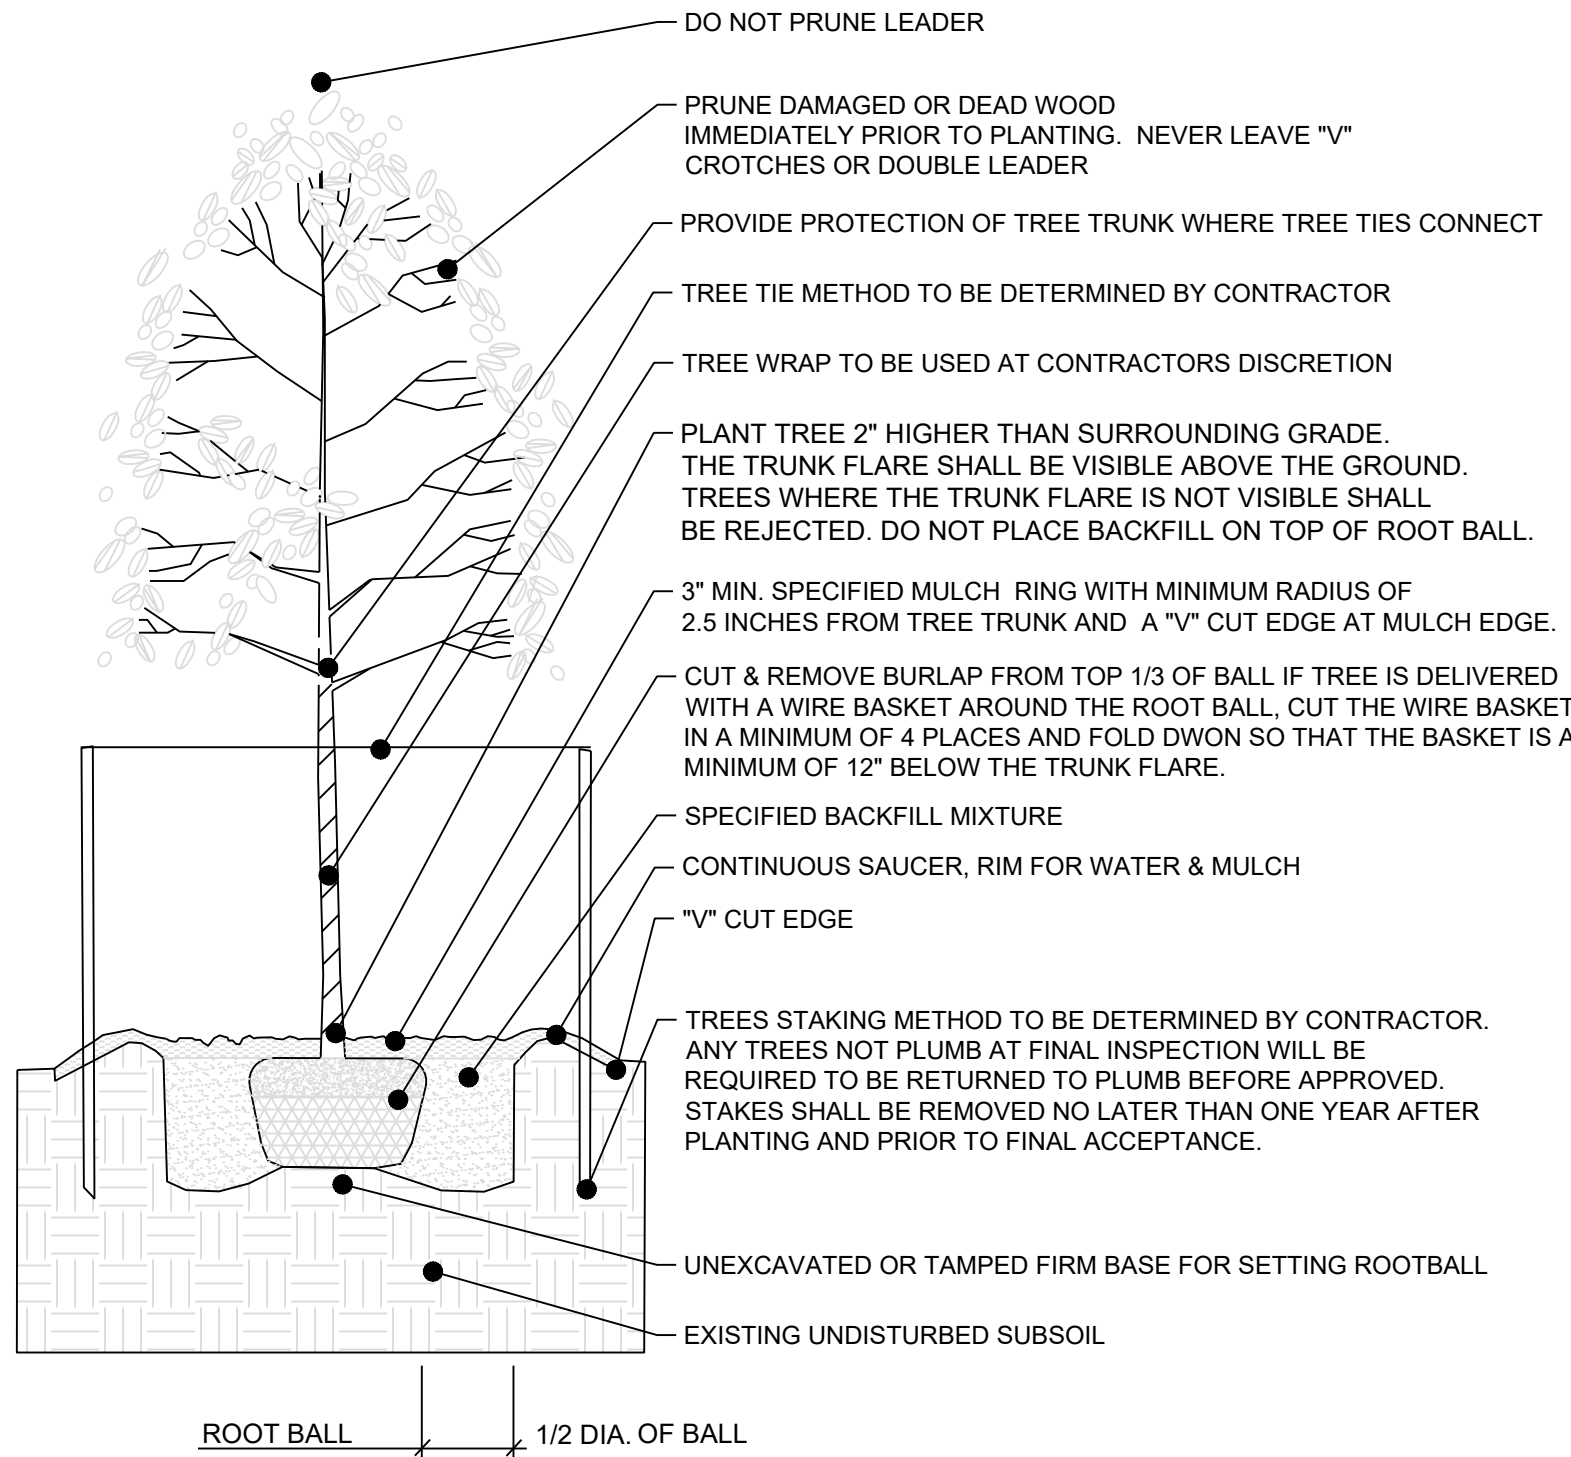 DO NOT PRUNE LEADER
PRUNE DAMAGED OR DEAD WOOD
IMMEDIATELY PRIOR TO PLANTING. NEVER LEAVE "V"
CROTCHES OR DOUBLE LEADER
PROVIDE PROTECTION OF TREE TRUNK WHERE TREE TIES CONNECT
TREE TIE METHOD TO BE DETERMINED BY CONTRACTOR
TREE WRAP TO BE USED AT CONTRACTORS DISCRETION
PLANT TREE 2" HIGHER THAN SURROUNDING GRADE.
THE TRUNK FLARE SHALL BE VISIBLE ABOVE THE GROUND.
TREES WHERE THE TRUNK FLARE IS NOT VISIBLE SHALL
BE REJECTED. DO NOT PLACE BACKFILL ON TOP OF ROOT BALL.
3" MIN. SPECIFIED MULCH RING WITH MINIMUM RADIUS OF
2.5 INCHES FROM TREE TRUNK AND A "V" CUT EDGE AT MULCH EDGE.
CUT & REMOVE BURLAP FROM TOP 1/3 OF BALL IF TREE IS DELIVERED
WITH A WIRE BASKET AROUND THE ROOT BALL, CUT THE WIRE BASKET
IN A MINIMUM OF 4 PLACES AND FOLD DWON SO THAT THE BASKET IS A
MINIMUM OF 12" BELOW THE TRUNK FLARE.
SPECIFIED BACKFILL MIXTURE
CONTINUOUS SAUCER, RIM FOR WATER & MULCH
"V" CUT EDGE
TREES STAKING METHOD TO BE DETERMINED BY CONTRACTOR.
ANY TREES NOT PLUMB AT FINAL INSPECTION WILL BE
REQUIRED TO BE RETURNED TO PLUMB BEFORE APPROVED.
STAKES SHALL BE REMOVED NO LATER THAN ONE YEAR AFTER
PLANTING AND PRIOR TO FINAL ACCEPTANCE.
UNEXCAVATED OR TAMPED FIRM BASE FOR SETTING ROOTBALL
EXISTING UNDISTURBED SUBSOIL
ROOT BALL
1/2 DIA. OF BALL